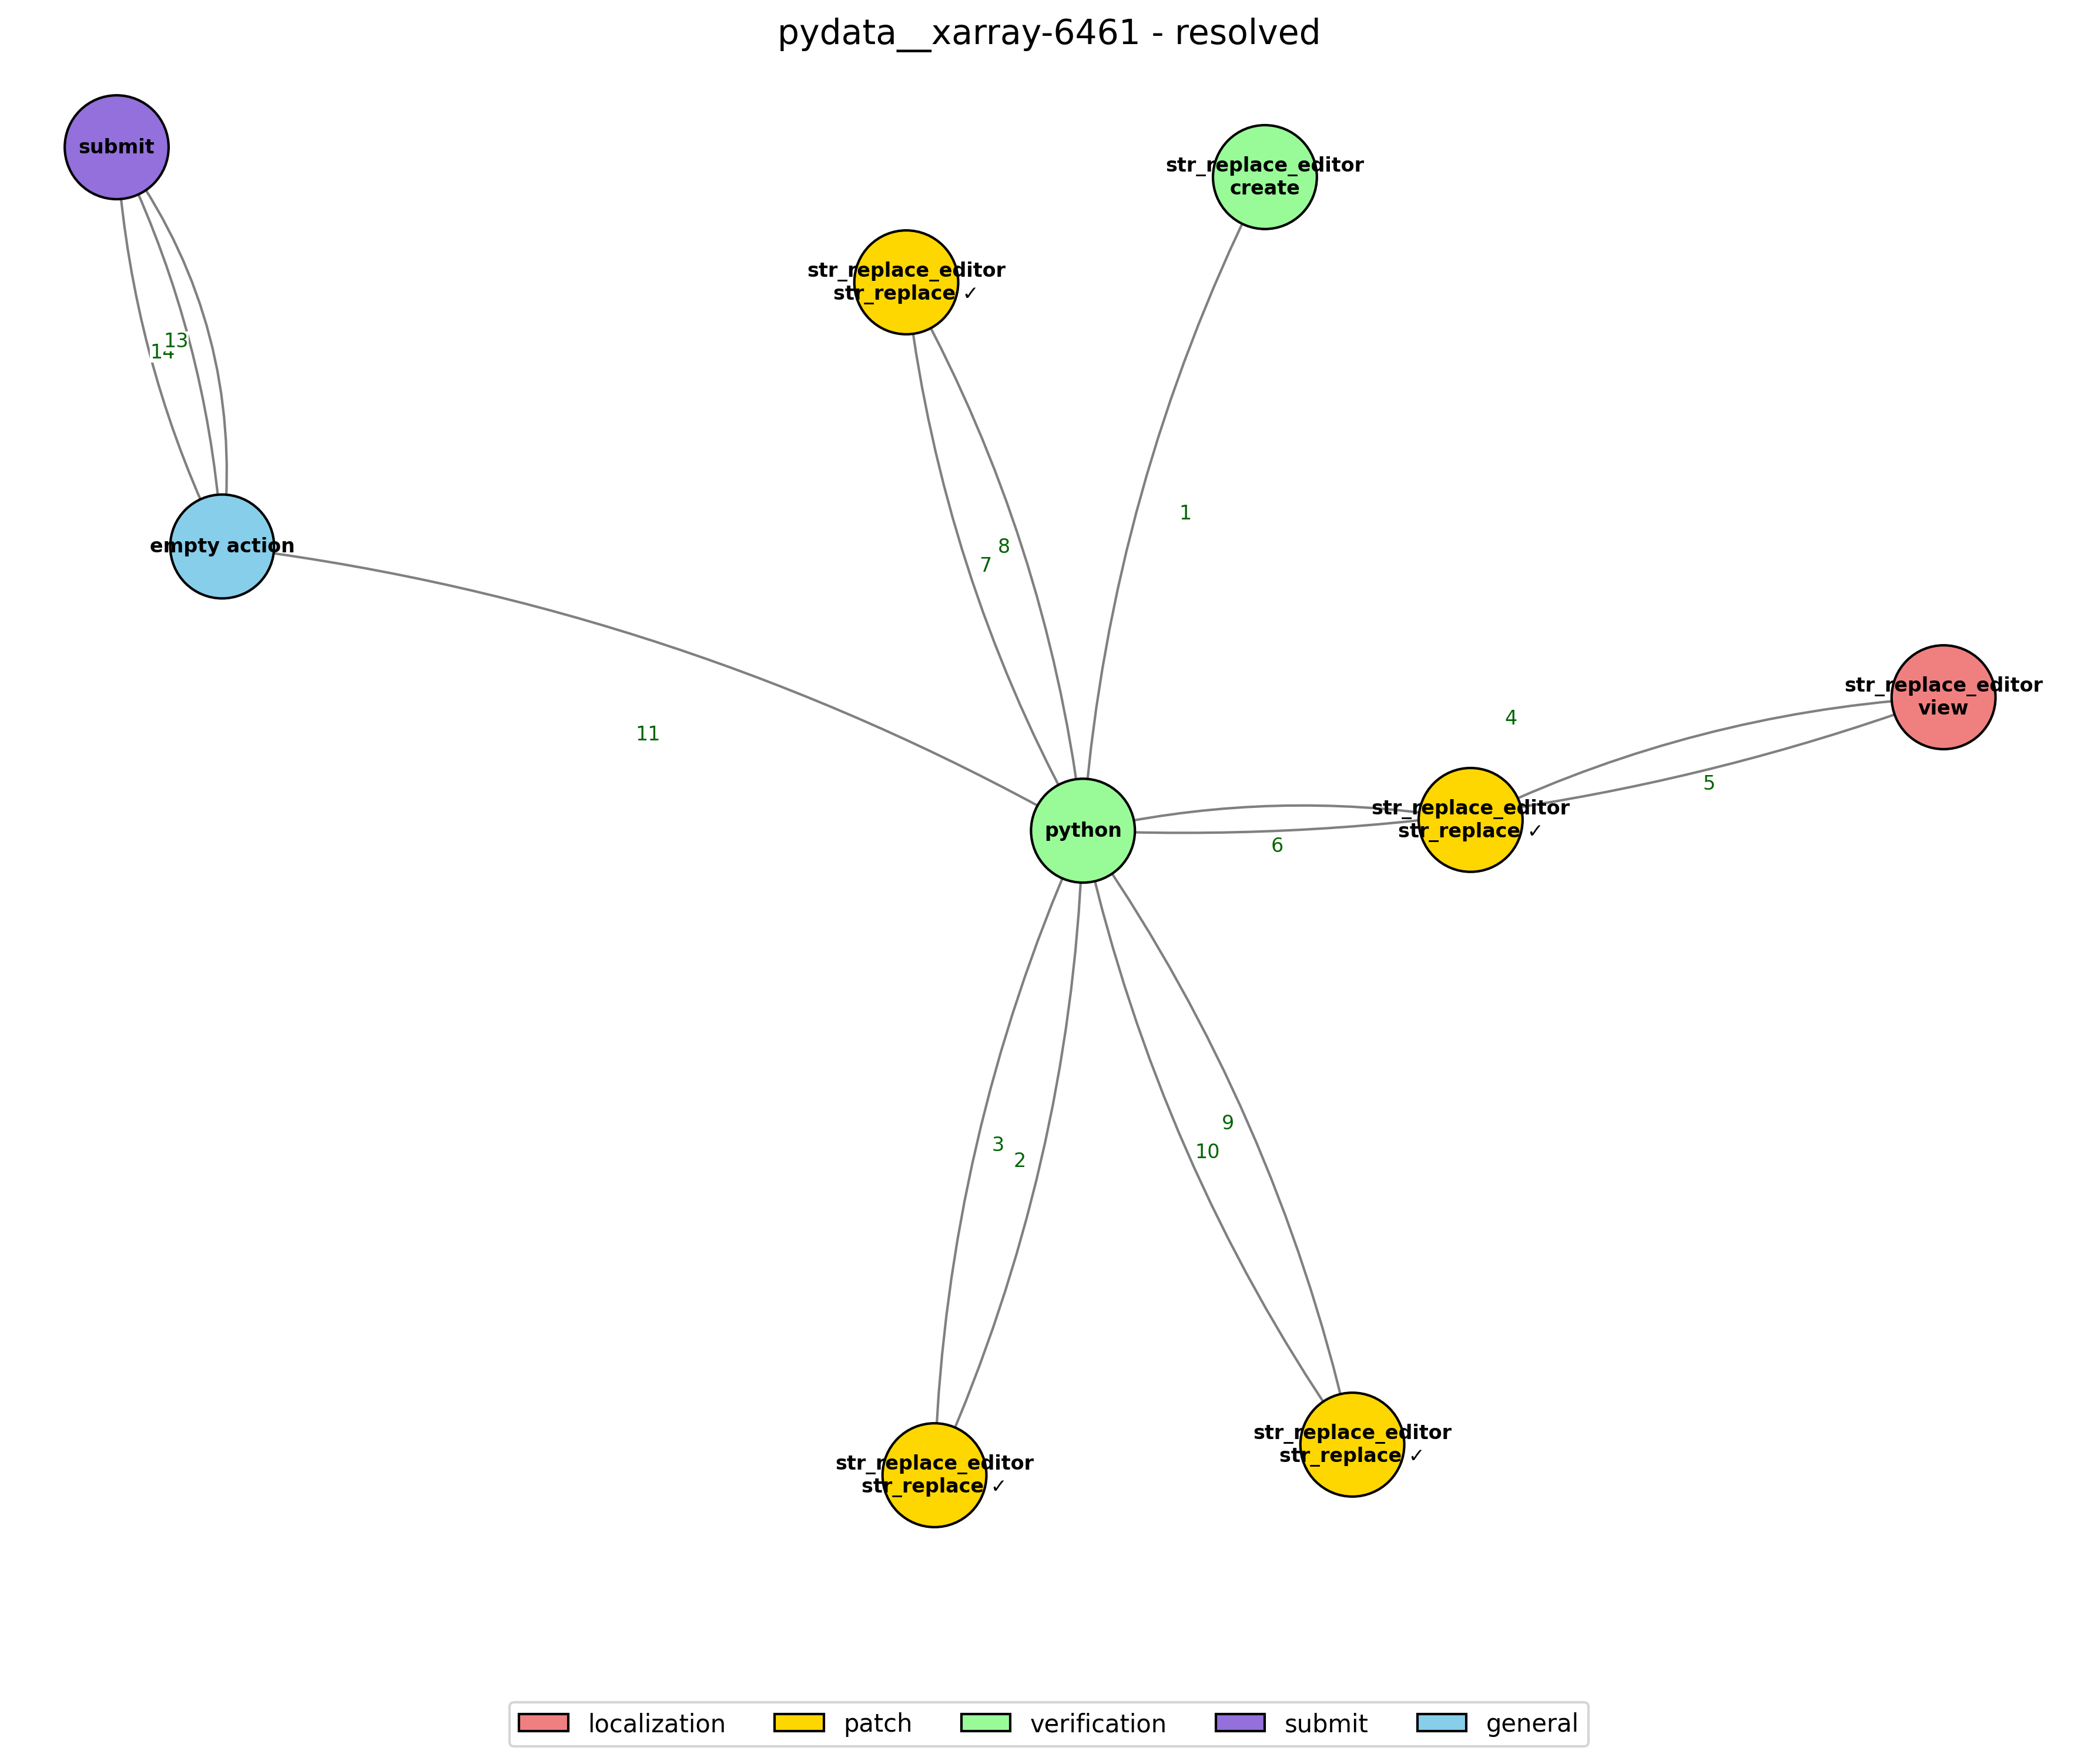 pydata__xarray-6461 - resolved
submit
str_replace_editor
create
str_replace_editor
str_replace ✓
14
13
1
empty action
8
7
str_replace_editor
view
4
11
5
str_replace_editor
str_replace ✓
python
6
9
3
10
2
str_replace_editor
str_replace ✓
str_replace_editor
str_replace ✓
localization
patch
verification
submit
general